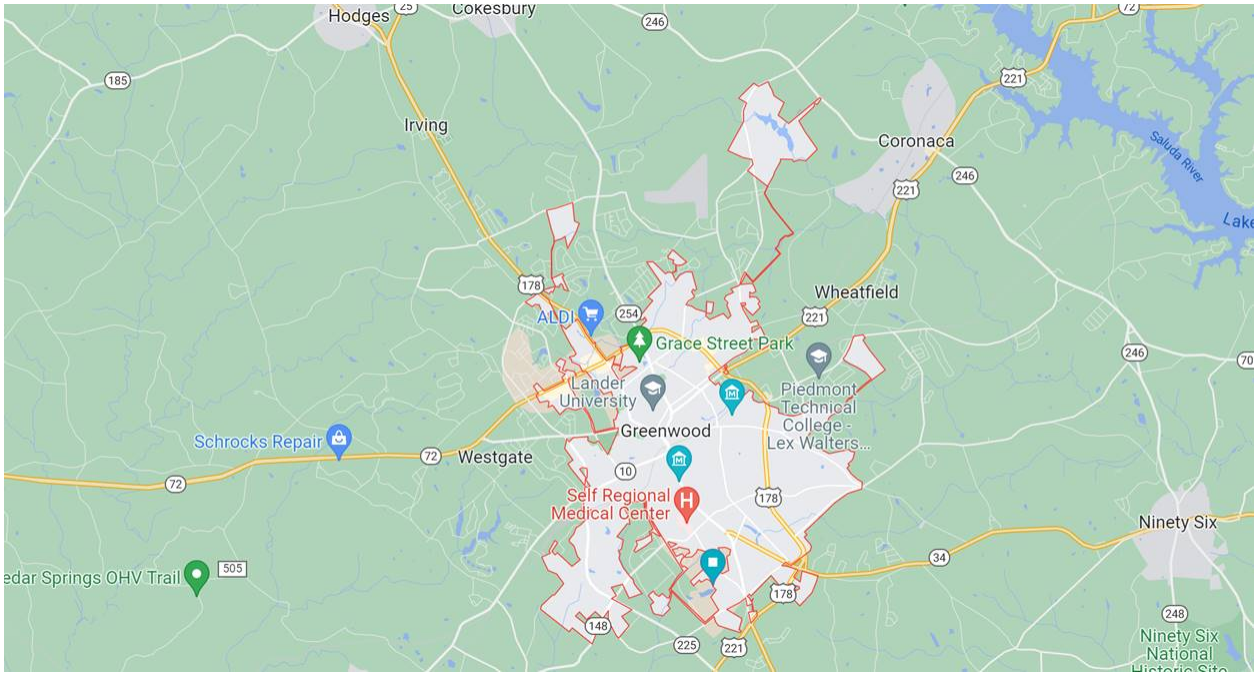 Hodges
25
Cokesbury
246
72
185
221
Irving
Coronaca
Saluda River
246
221
Lake
178
Wheatfield
ALDI
254
221
Grace Street Park
246
70
Lander
University
Piedmont
Technical
College -
Lex Walters...
Greenwood
Schrocks Repair
72
Westgate
10
72
Self Regional
Medical Center
178
Ninety Six
34
edar Springs OHV Trail
505
178
148
248
225
221
Ninety Six
National
Historic Site